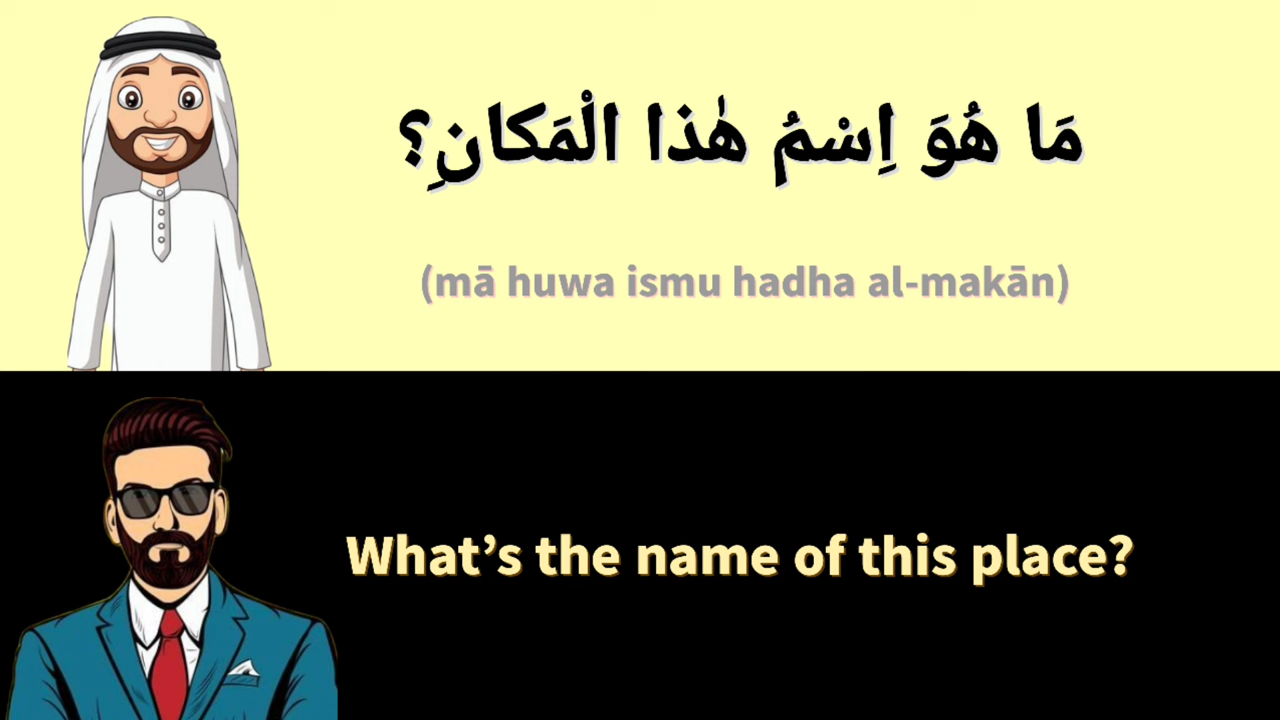 مَا هُوَ اِسْمُ هٰذا الْمَكانِ؟
(mā huwa ismu hadha al-makān)
What’s the name of this place?